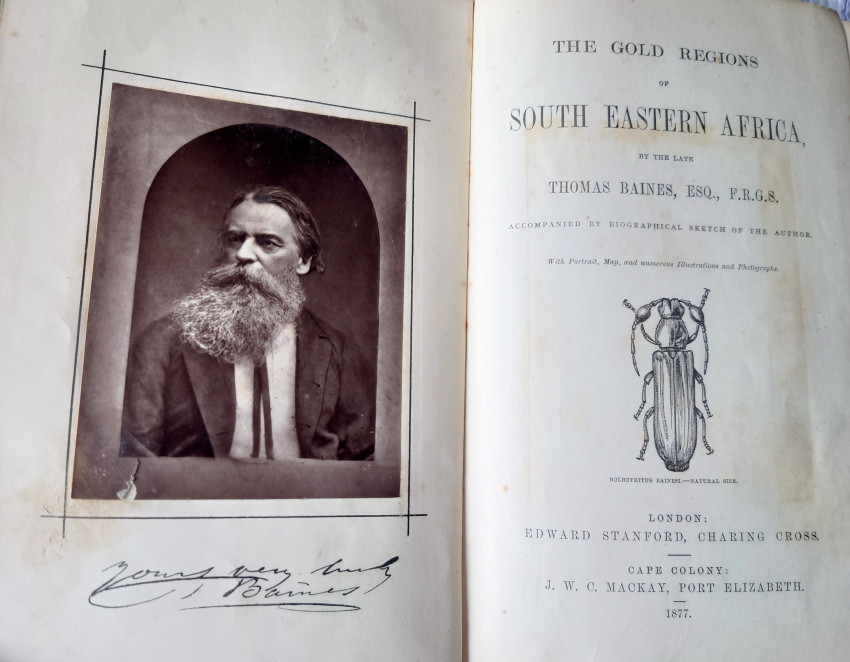 Yours very truly
T Baines
THE GOLD REGIONS
OF
SOUTH EASTERN AFRICA,
BY THE LATE
THOMAS BAINES, ESQ., F.R.G.S.
ACCOMPANIED BY BIOGRAPHICAL SKETCH OF THE AUTHOR.
With Portrait, Map, and numerous Illustrations and Photographs.
BOLBOTRITUS BAINESI.—NATURAL SIZE.
LONDON:
EDWARD STANFORD, CHARING CROSS.
CAPE COLONY:
J. W. C. MACKAY, PORT ELIZABETH.
1877.